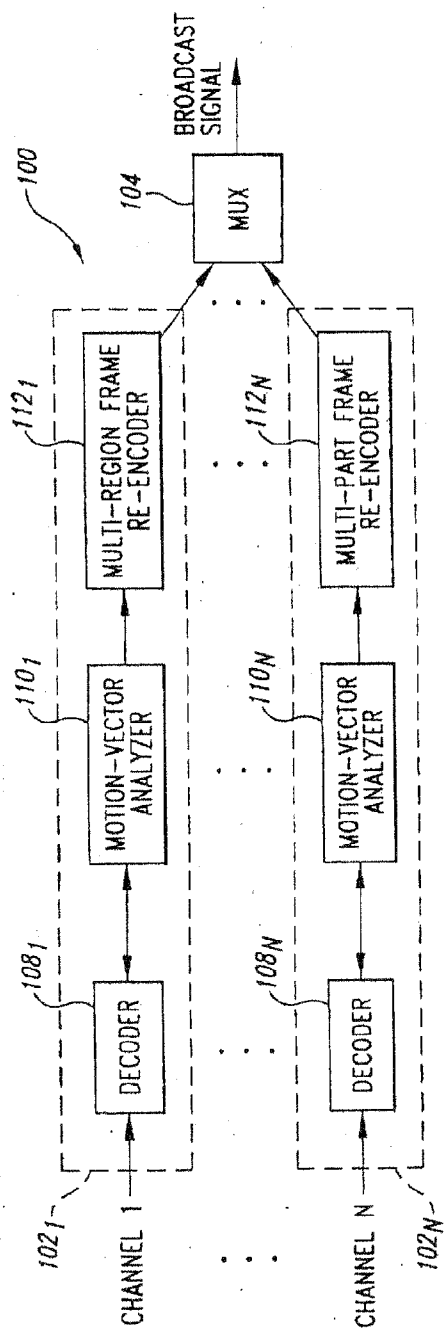 100
102₁
CHANNEL 1
108₁
DECODER
110₁
MOTION-VECTOR
ANALYZER
112₁
MULTI-REGION FRAME
RE-ENCODER
104
MUX
BROADCAST
SIGNAL
102N
CHANNEL N
108N
DECODER
110N
MOTION-VECTOR
ANALYZER
112N
MULTI-PART FRAME
RE-ENCODER